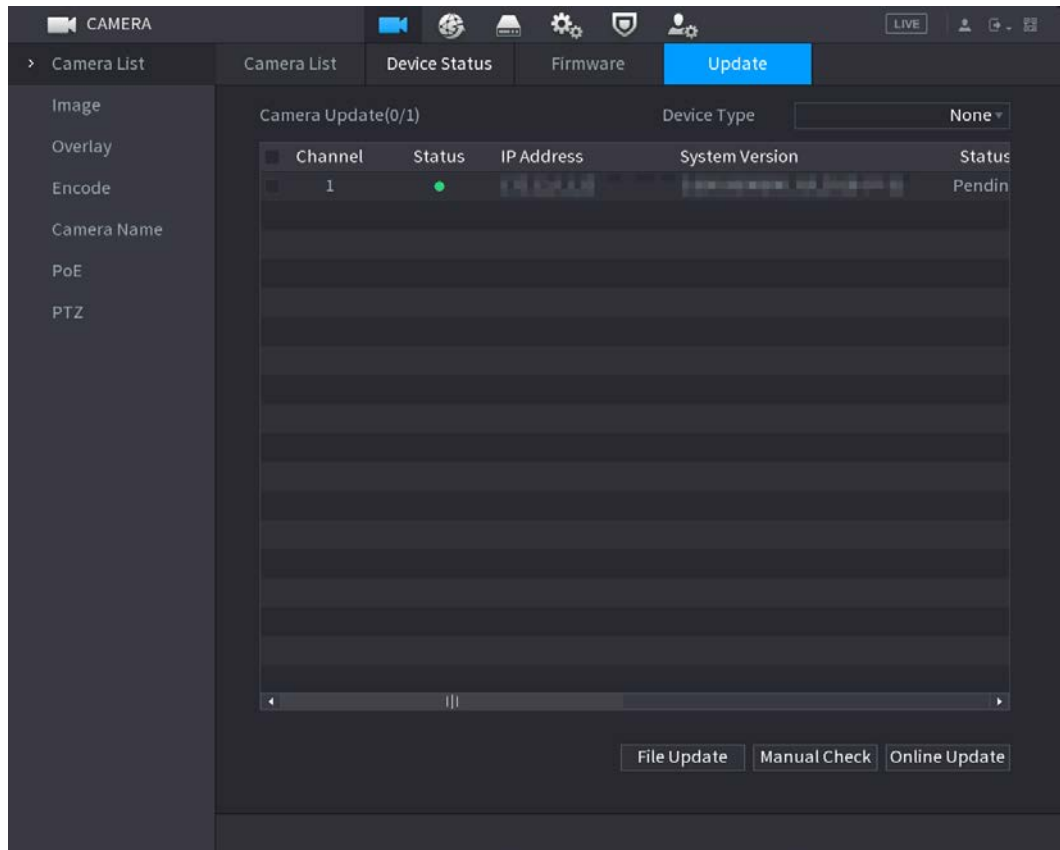 CAMERA LIVE
Camera List
Image
Overlay
Encode
Camera Name
PoE
PTZ
Camera List Device Status Firmware Update
Camera Update(0/1) Device Type None
Channel Status IP Address System Version Status
1 Pendin
File Update Manual Check Online Update